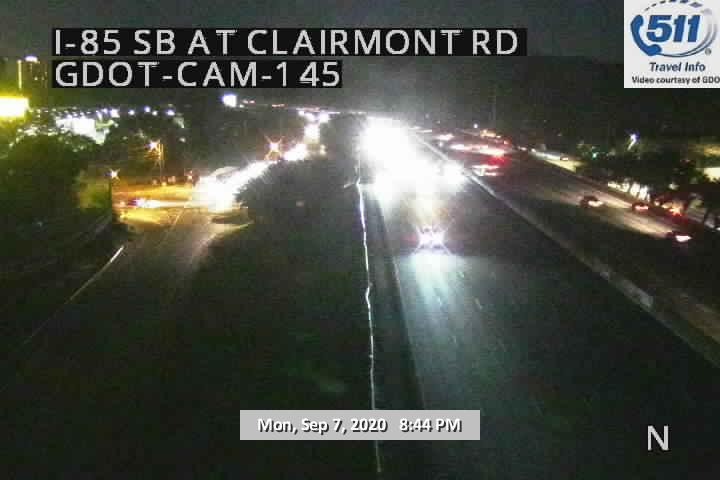 I-85 SB AT CLAIRMONT RD
GDOT-CAM-145
511
Travel Info
Video courtesy of GDO
Mon, Sep 7, 2020 8:44 PM
N